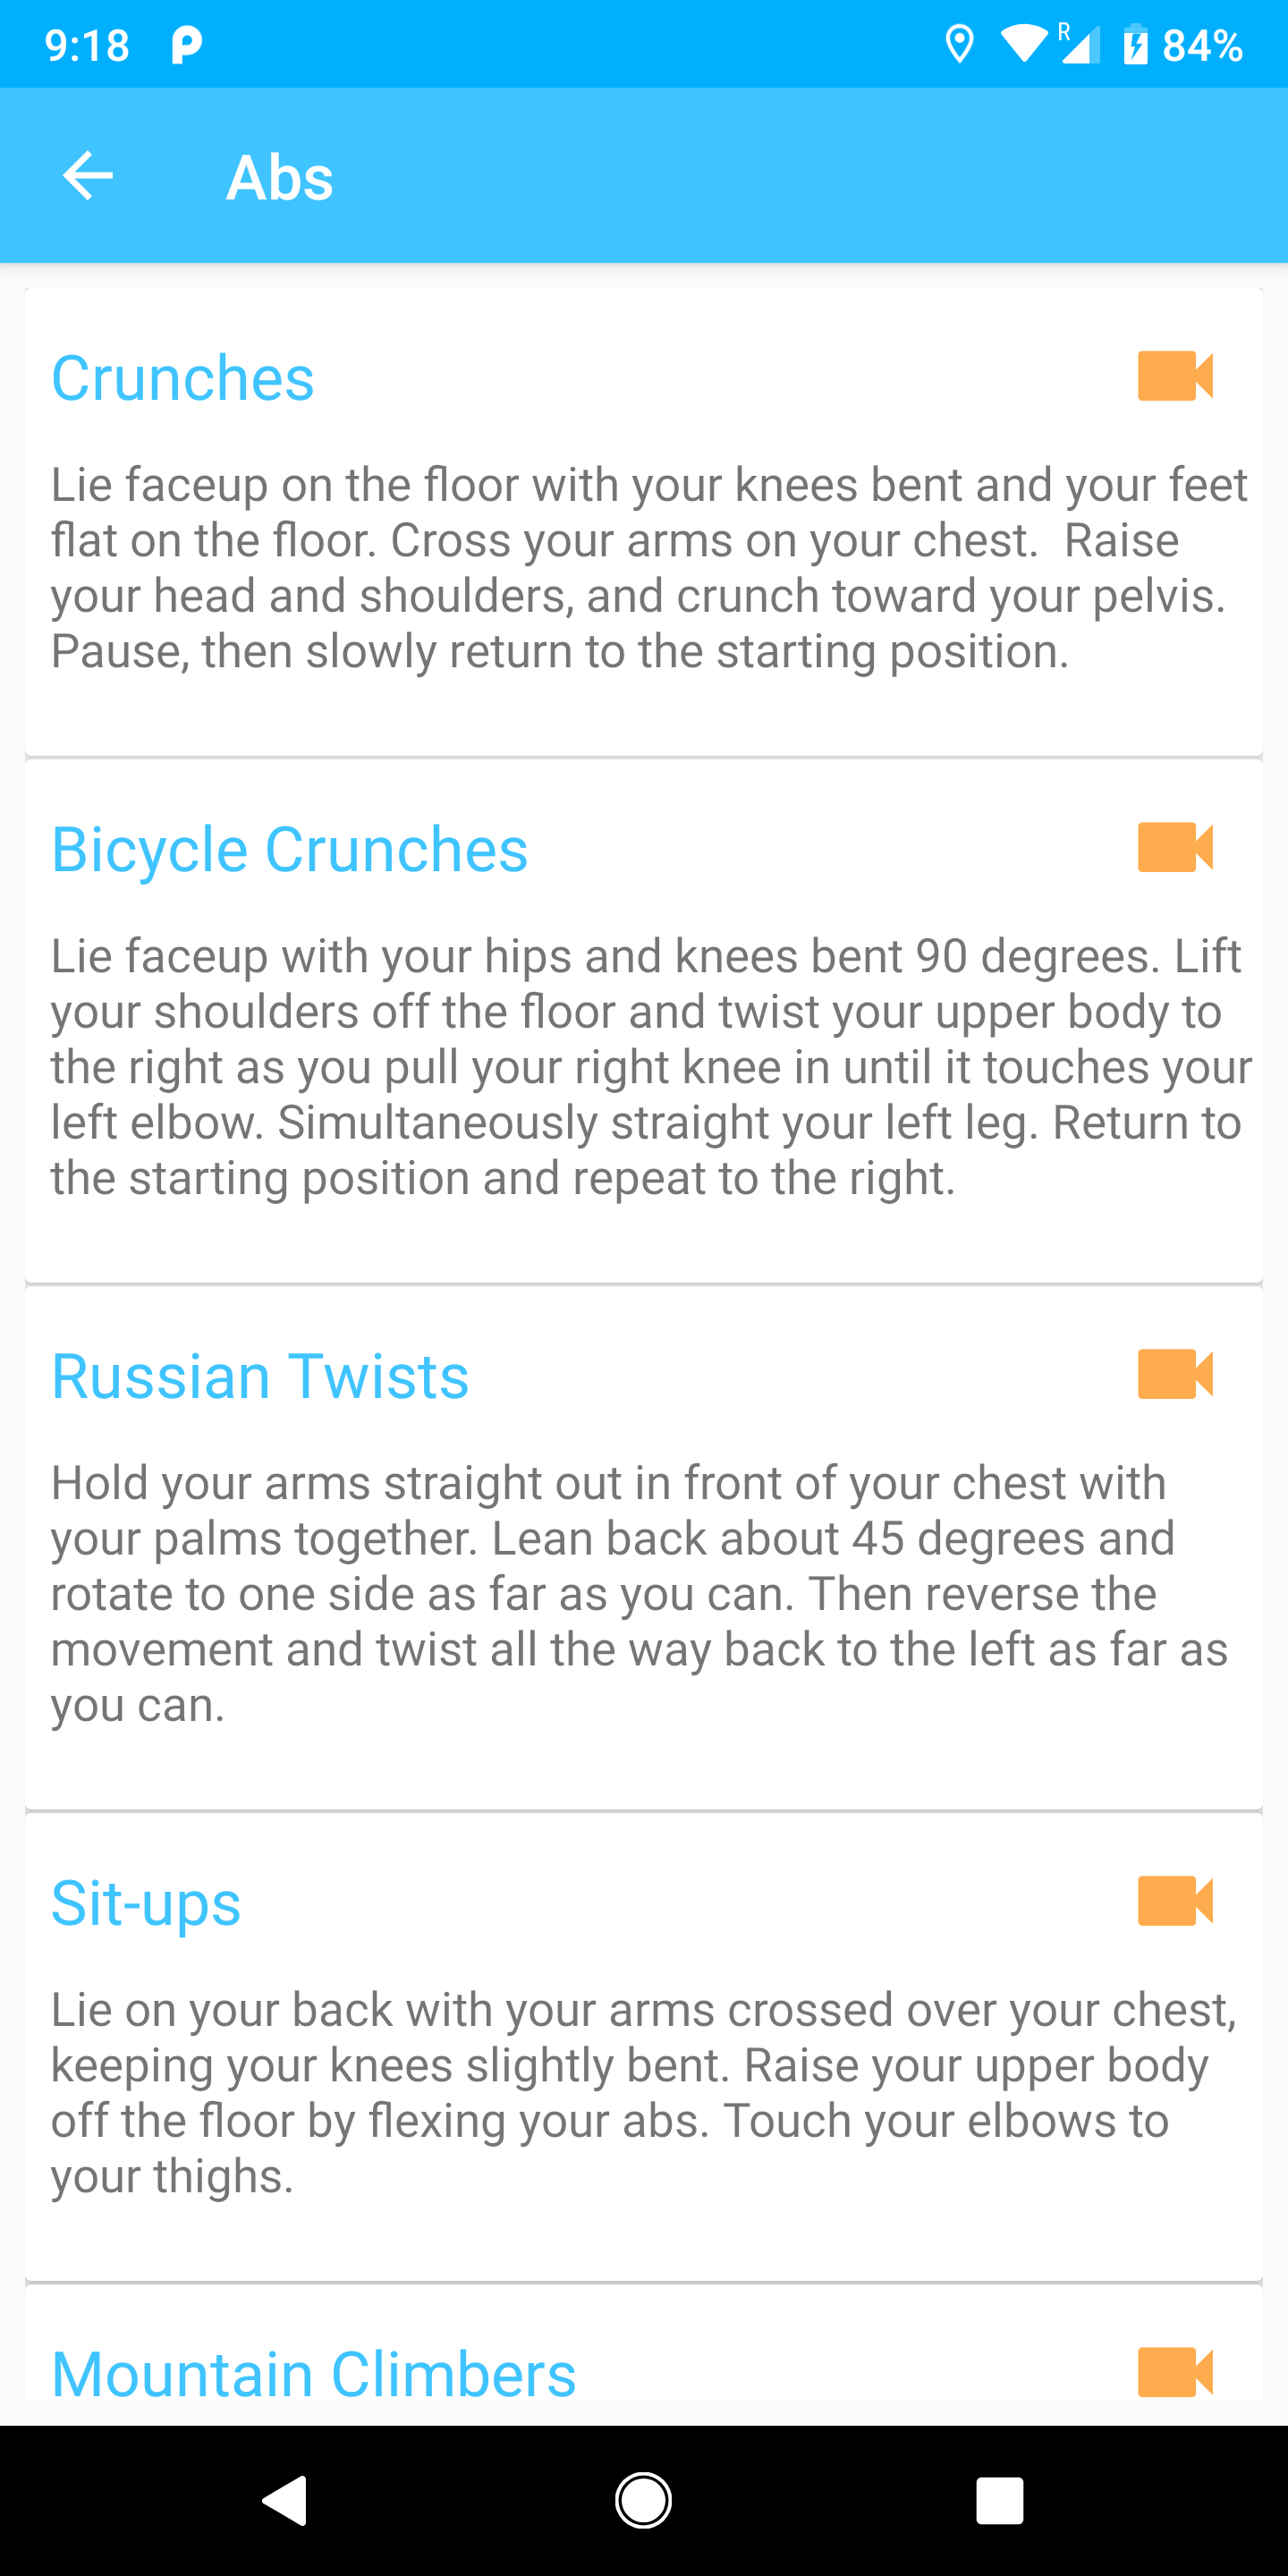 9:18
R
84%
Abs
Crunches
Lie faceup on the floor with your knees bent and your feet
flat on the floor. Cross your arms on your chest.  Raise
your head and shoulders, and crunch toward your pelvis.
Pause, then slowly return to the starting position.
Bicycle Crunches
Lie faceup with your hips and knees bent 90 degrees. Lift
your shoulders off the floor and twist your upper body to
the right as you pull your right knee in until it touches your
left elbow. Simultaneously straight your left leg. Return to
the starting position and repeat to the right.
Russian Twists
Hold your arms straight out in front of your chest with
your palms together. Lean back about 45 degrees and
rotate to one side as far as you can. Then reverse the
movement and twist all the way back to the left as far as
you can.
Sit-ups
Lie on your back with your arms crossed over your chest,
keeping your knees slightly bent. Raise your upper body
off the floor by flexing your abs. Touch your elbows to
your thighs.
Mountain Climbers